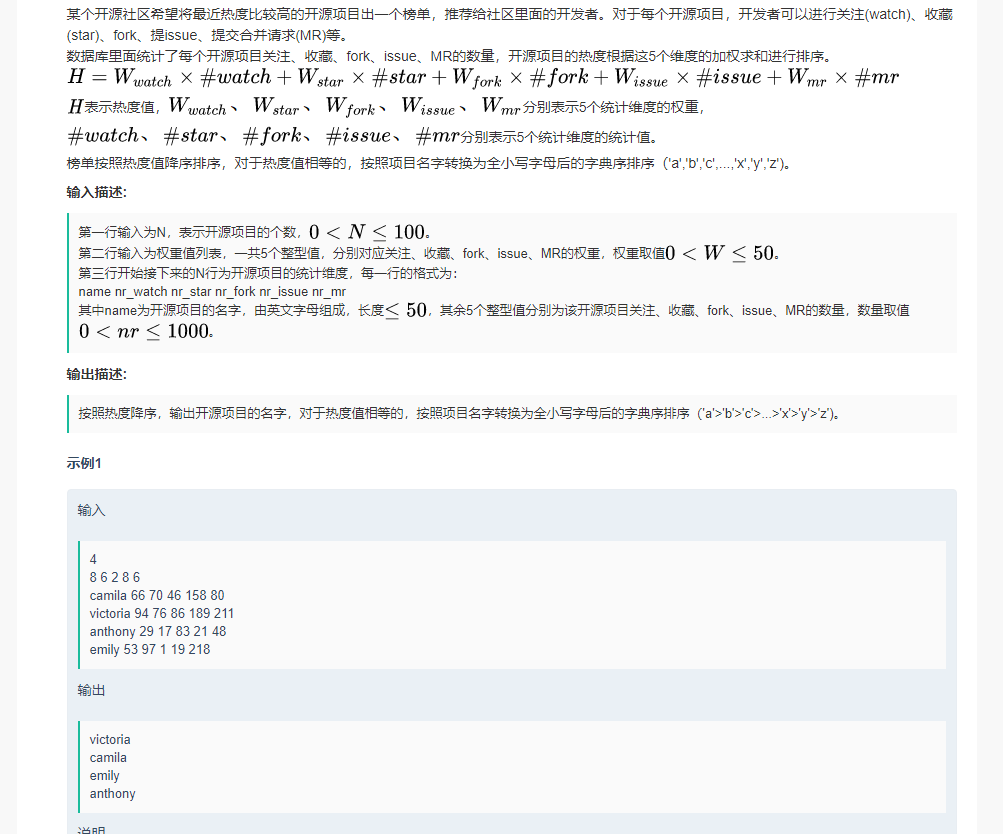 某个开源社区希望将最近热度比较高的开源项目出一个榜单，推荐给社区里面的开发者。对于每个开源项目，开发者可以进行关注(watch)、收藏
(star)、fork、提issue、提交合并请求(MR)等。
数据库里面统计了每个开源项目关注、收藏、fork、issue、MR的数量，开源项目的热度根据这5个维度的加权求和进行排序。
H = W_{watch} × #watch + W_{star} × #star + W_{fork} × #fork + W_{issue} × #issue + W_{mr} × #mr
H表示热度值，W_{watch}、W_{star}、W_{fork}、W_{issue}、W_{mr}分别表示5个统计维度的权重，
#watch、#star、#fork、#issue、#mr分别表示5个统计维度的统计值。
榜单按照热度值降序排序，对于热度值相等的，按照项目名字转换为全小写字母后的字典序排序（'a','b','c',...,'x','y','z')。
输入描述:
第一行输入为N，表示开源项目的个数，0 < N ≤ 100。
第二行输入为权重值列表，一共5个整型值，分别对应关注、收藏、fork、issue、MR的权重，权重取值0 < W ≤ 50。
第三行开始接下来的N行为开源项目的统计维度，每一行的格式为：
name nr_watch nr_star nr_fork nr_issue nr_mr
其中name为开源项目的名字，由英文字母组成，长度≤ 50，其余5个整型值分别为该开源项目关注、收藏、fork、issue、MR的数量，数量取值
0 < nr ≤ 1000。
输出描述:
按照热度降序，输出开源项目的名字，对于热度值相等的，按照项目名字转换为全小写字母后的字典序排序（'a'>'b'>'c'>...>'x'>'y'>'z')。
示例1
输入
4
8 6 2 8 6
camila 66 70 46 158 80
victoria 94 76 86 189 211
anthony 29 17 83 21 48
emily 53 97 1 19 218
输出
victoria
camila
emily
anthony
说明